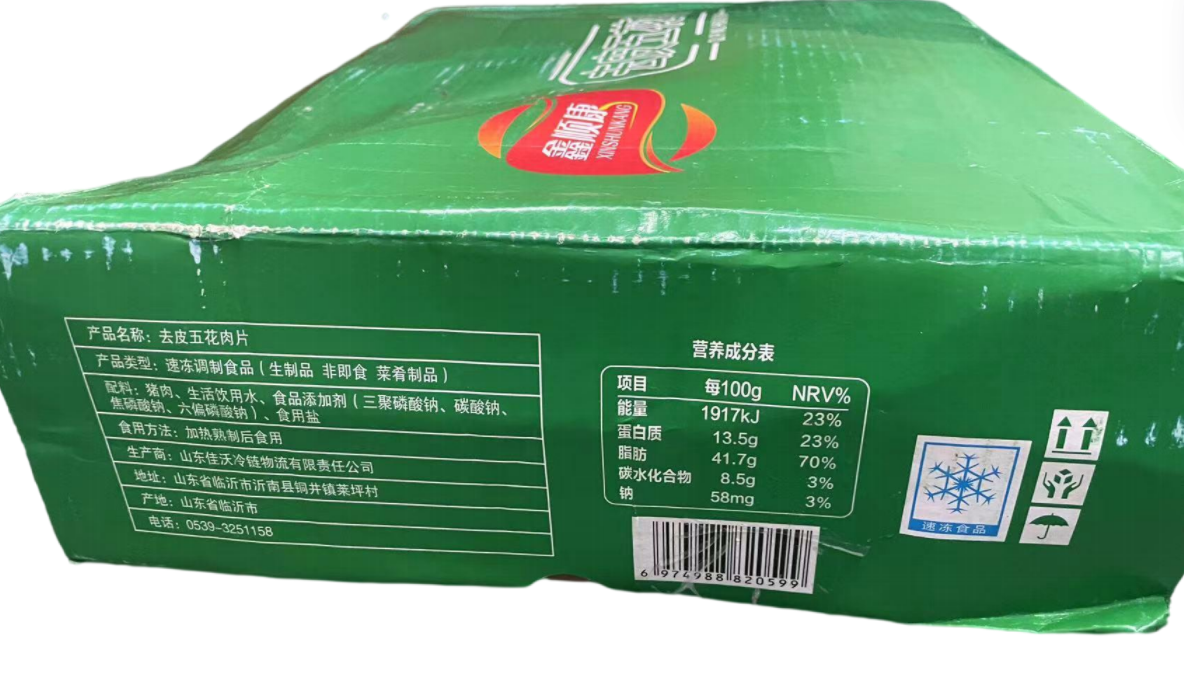 鑫顺康
XINSHUNKANG
产品名称：去皮五花肉片
产品类型：速冻调制食品（生制品 非即食 菜肴制品）
配料：猪肉、生活饮用水、食品添加剂（三聚磷酸钠、碳酸钠、
焦磷酸钠、六偏磷酸钠）、食用盐
食用方法：加热熟制后食用
生产商：山东佳沃冷链物流有限责任公司
地址：山东省临沂市沂南县铜井镇莱坪村
产地：山东省临沂市
电话：0539-3251158
营养成分表
项目 每100g NRV%
能量 1917kJ 23%
蛋白质 13.5g 23%
脂肪 41.7g 70%
碳水化合物 8.5g 3%
钠 58mg 3%
6 974988 820599
速冻食品